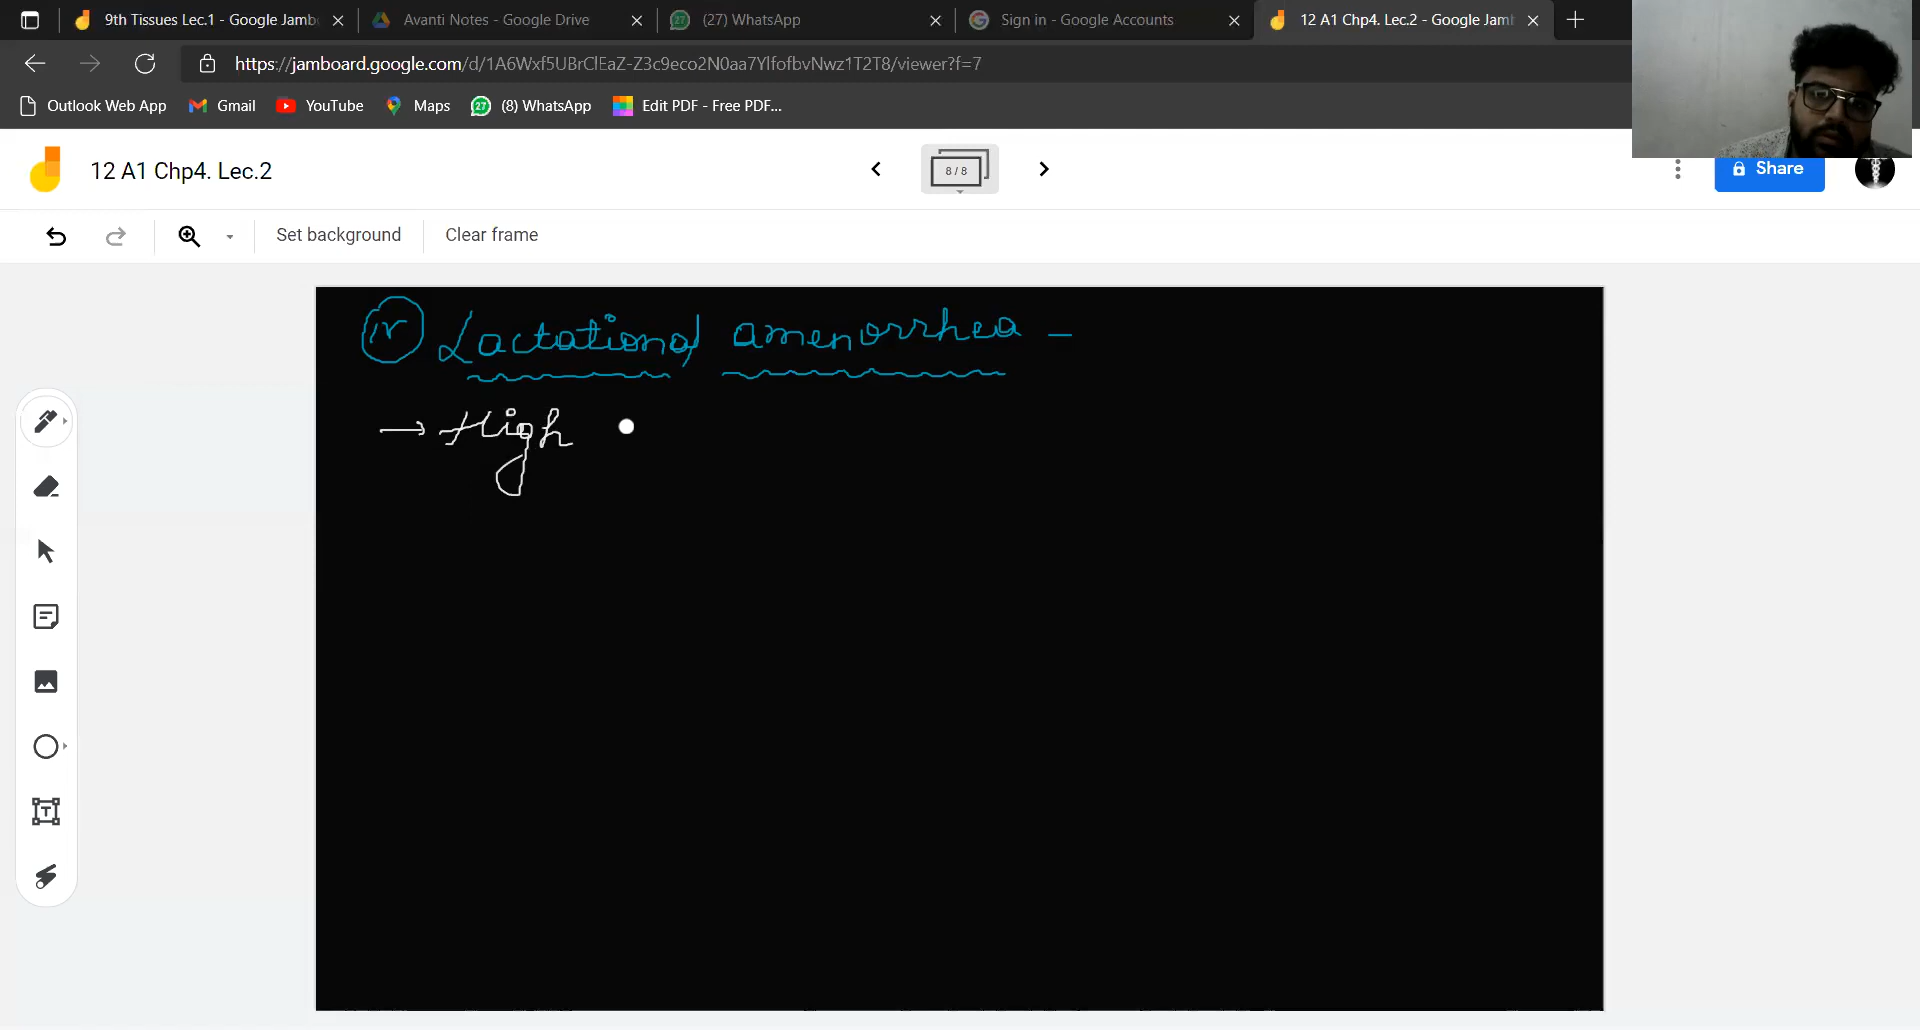 9th Tissues Lec.1 - Google Jamb
Avanti Notes - Google Drive
(27) WhatsApp
Sign in - Google Accounts
12 A1 Chp4. Lec.2 - Google Jam
https://jamboard.google.com/d/1A6Wxf5UBrClEaZ-Z3c9eco2N0aa7YlfofbvNwz1T2T8/viewer?f=7
Outlook Web App
Gmail
YouTube
Maps
27
(8) WhatsApp
Edit PDF - Free PDF...
12 A1 Chp4. Lec.2
8 / 8
Share
Set background
Clear frame
Lactational amenorrhea -
→ High